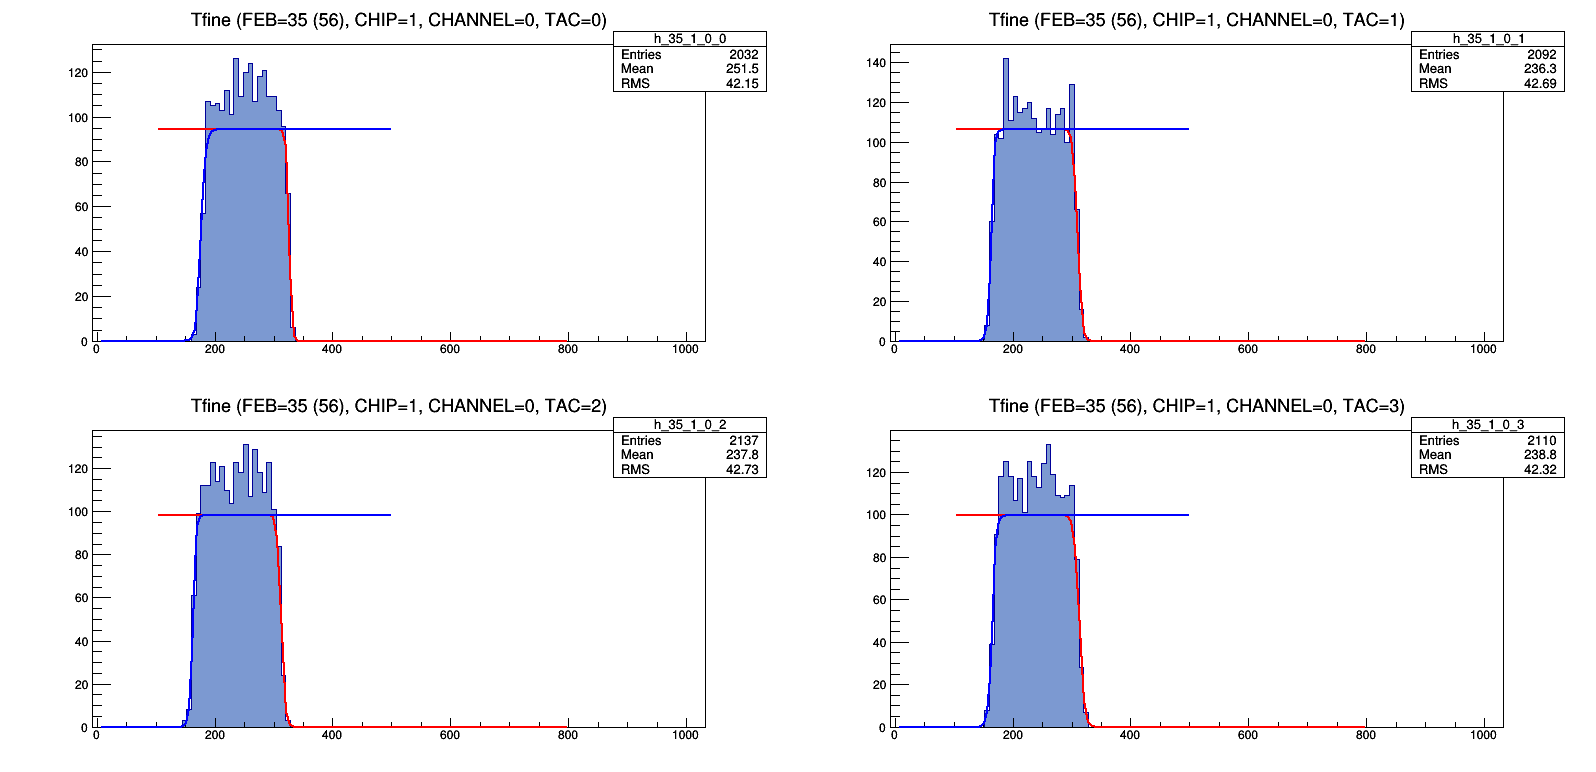 Tfine (FEB=35 (56), CHIP=1, CHANNEL=0, TAC=0)
h_35_1_0_0
Entries 2032
Mean 251.5
RMS 42.15
120
100
80
60
40
20
0
0 200 400 600 800 1000
Tfine (FEB=35 (56), CHIP=1, CHANNEL=0, TAC=1)
h_35_1_0_1
Entries 2092
Mean 236.3
RMS 42.69
140
120
100
80
60
40
20
0
0 200 400 600 800 1000
Tfine (FEB=35 (56), CHIP=1, CHANNEL=0, TAC=2)
h_35_1_0_2
Entries 2137
Mean 237.8
RMS 42.73
120
100
80
60
40
20
0
0 200 400 600 800 1000
Tfine (FEB=35 (56), CHIP=1, CHANNEL=0, TAC=3)
h_35_1_0_3
Entries 2110
Mean 238.8
RMS 42.32
120
100
80
60
40
20
0
0 200 400 600 800 1000